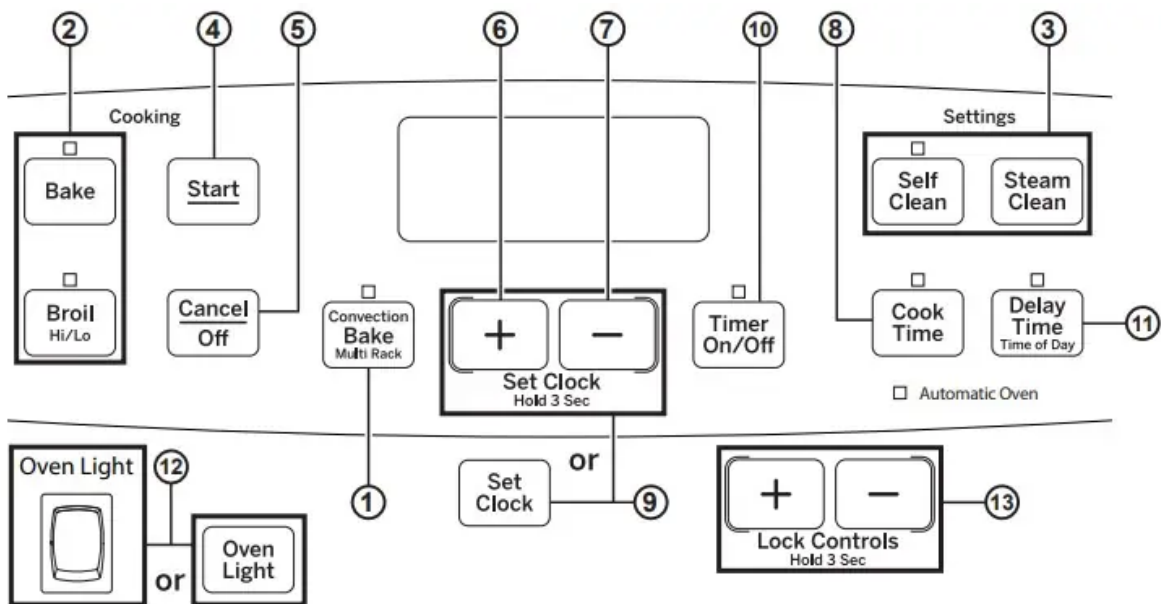 2
4
5
6
7
10
8
3
Cooking
Settings
Bake
Start
Self
Clean
Steam
Clean
Broil
Hi/Lo
Cancel
Off
Convection
Bake
Multi Rack
+
−
Set Clock
Hold 3 Sec
Timer
On/Off
Cook
Time
Delay
Time
Time of Day
11
Automatic Oven
Oven Light
12
or
Oven
Light
1
Set
Clock
or
9
+
−
Lock Controls
Hold 3 Sec
13